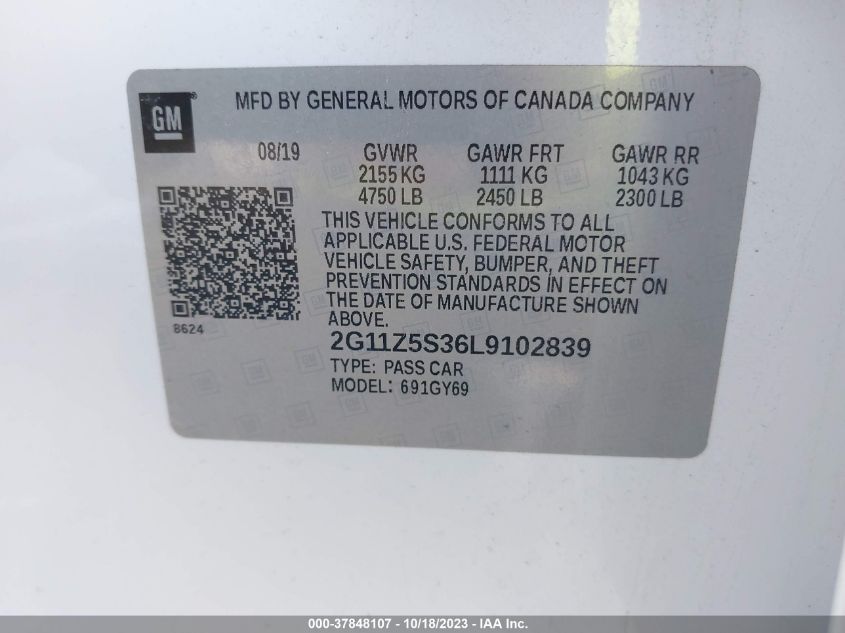 GM
MFD BY GENERAL MOTORS OF CANADA COMPANY
08/19 GVWR GAWR FRT GAWR RR
2155 KG 1111 KG 1043 KG
4750 LB 2450 LB 2300 LB
THIS VEHICLE CONFORMS TO ALL
APPLICABLE U.S. FEDERAL MOTOR
VEHICLE SAFETY, BUMPER, AND THEFT
PREVENTION STANDARDS IN EFFECT ON
THE DATE OF MANUFACTURE SHOWN
ABOVE.
8624
2G11Z5S36L9102839
TYPE: PASS CAR
MODEL: 691GY69
000-37848107 - 10/18/2023 - IAA Inc.